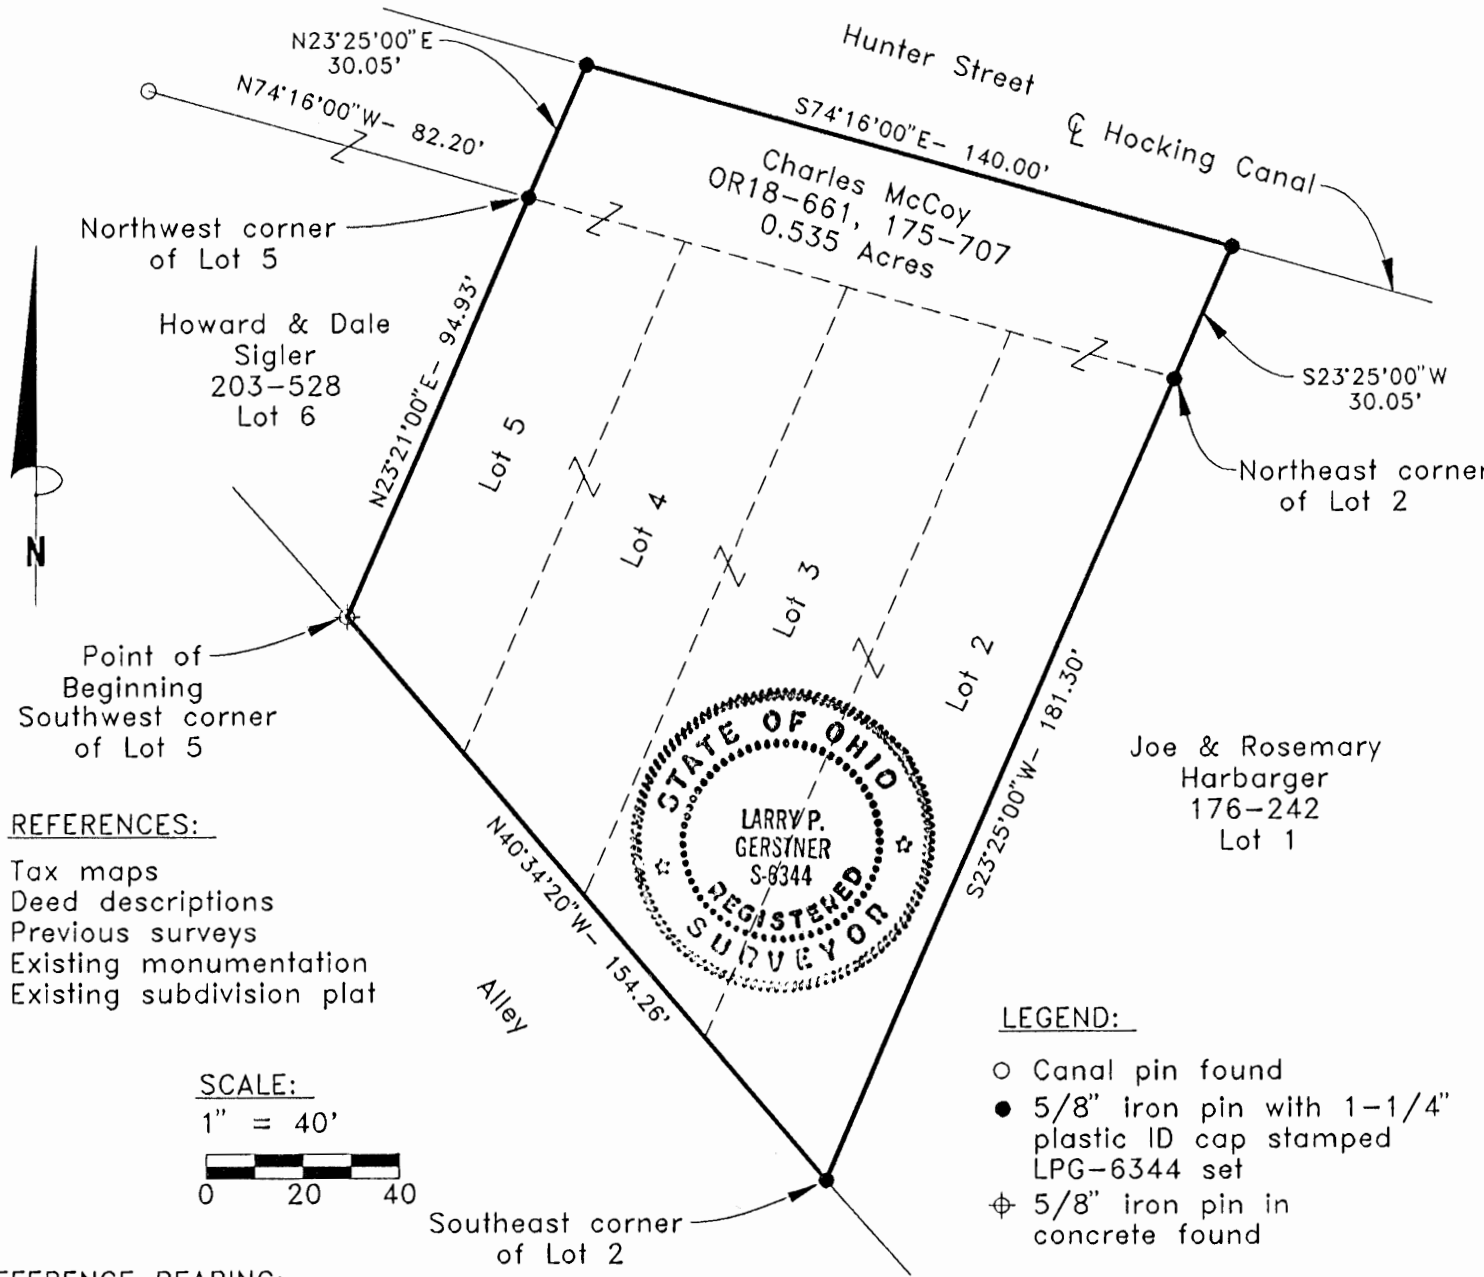 Hunter Street
℄ Hocking Canal
N23°25'00"E
30.05'
N74°16'00"W- 82.20'
S74°16'00"E- 140.00'
Charles McCoy
OR18-661, 175-707
0.535 Acres
Northwest corner
of Lot 5
Howard & Dale
Sigler
203-528
Lot 6
N23°21'00"E- 94.93'
S23°25'00"W
30.05'
Northeast corner
of Lot 2
N
Lot 5
Lot 4
Lot 3
Lot 2
Point of
Beginning
Southwest corner
of Lot 5
S23°25'00"W- 181.30'
Joe & Rosemary
Harbarger
176-242
Lot 1
STATE OF OHIO
LARRY P.
GERSTNER
S-6344
REGISTERED
SURVEYOR
N40°34'20"W- 154.26'
Alley
REFERENCES:
Tax maps
Deed descriptions
Previous surveys
Existing monumentation
Existing subdivision plat
SCALE:
1" = 40'
0 20 40
Southeast corner
of Lot 2
LEGEND:
Canal pin found
5/8" iron pin with 1-1/4"
plastic ID cap stamped
LPG-6344 set
5/8" iron pin in
concrete found